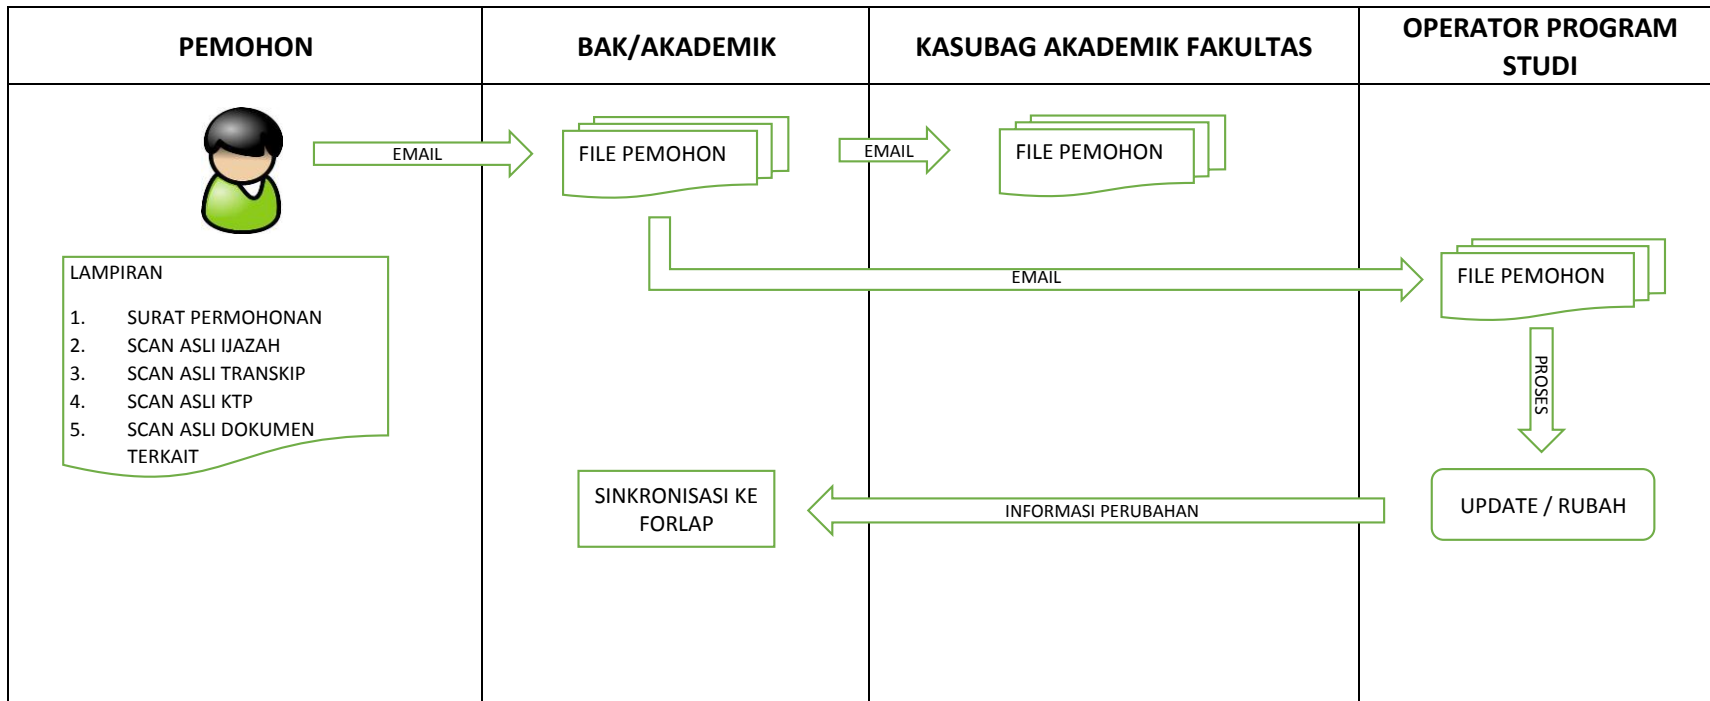 PEMOHON
BAK/AKADEMIK
KASUBAG AKADEMIK FAKULTAS
OPERATOR PROGRAM
STUDI
EMAIL
FILE PEMOHON
EMAIL
FILE PEMOHON
EMAIL
FILE PEMOHON
LAMPIRAN
1. SURAT PERMOHONAN
2. SCAN ASLI IJAZAH
3. SCAN ASLI TRANSKIP
4. SCAN ASLI KTP
5. SCAN ASLI DOKUMEN
TERKAIT
PROSES
SINKRONISASI KE
FORLAP
INFORMASI PERUBAHAN
UPDATE / RUBAH